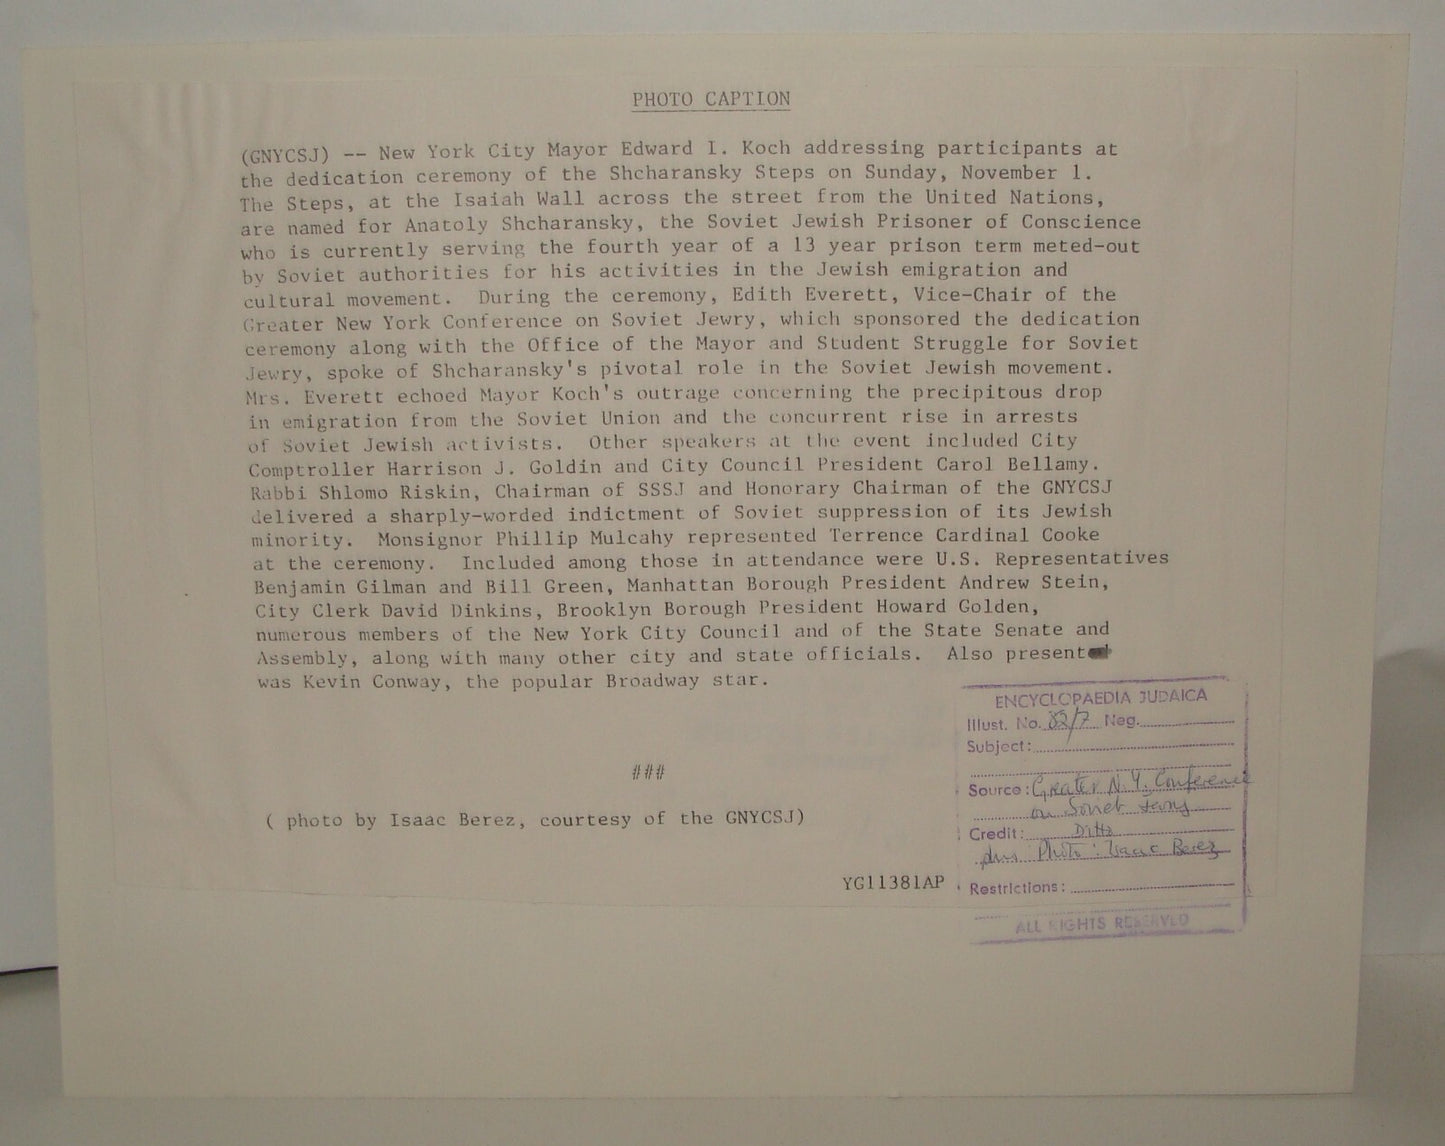 PHOTO CAPTION
(GNYCSJ) -- New York City Mayor Edward I. Koch addressing participants at
the dedication ceremony of the Shcharansky Steps on Sunday, November 1.
The Steps, at the Isaiah Wall across the street from the United Nations,
are named for Anatoly Shcharansky, the Soviet Jewish Prisoner of Conscience
who is currently serving the fourth year of a 13 year prison term meted-out
by Soviet authorities for his activities in the Jewish emigration and
cultural movement. During the ceremony, Edith Everett, Vice-Chair of the
Greater New York Conference on Soviet Jewry, which sponsored the dedication
ceremony along with the Office of the Mayor and Student Struggle for Soviet
Jewry, spoke of Shcharansky's pivotal role in the Soviet Jewish movement.
Mrs. Everett echoed Mayor Koch's outrage concerning the precipitous drop
in emigration from the Soviet Union and the concurrent rise in arrests
of Soviet Jewish activists. Other speakers at the event included City
Comptroller Harrison J. Goldin and City Council President Carol Bellamy.
Rabbi Shlomo Riskin, Chairman of SSSJ and Honorary Chairman of the GNYCSJ
delivered a sharply-worded indictment of Soviet suppression of its Jewish
minority. Monsignor Phillip Mulcahy represented Terrence Cardinal Cooke
at the ceremony. Included among those in attendance were U.S. Representatives
Benjamin Gilman and Bill Green, Manhattan Borough President Andrew Stein,
City Clerk David Dinkins, Brooklyn Borough President Howard Golden,
numerous members of the New York City Council and of the State Senate and
Assembly, along with many other city and state officials. Also present
was Kevin Conway, the popular Broadway star.
###
( photo by Isaac Berez, courtesy of the GNYCSJ)
YG11381AP
ENCYCLOPAEDIA JUDAICA
Illust. No. 82/7 Neg.
Subject:
Source: Greater N.Y. Conference
on Soviet Jewry
Credit: Ditto
plus Photo: Isaac Berez
Restrictions:
ALL RIGHTS RESERVED